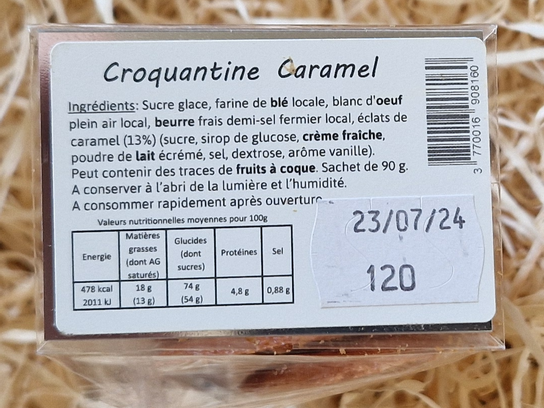 Croquantine Caramel
Ingrédients: Sucre glace, farine de blé locale, blanc d'oeuf
plein air local, beurre frais demi-sel fermier local, éclats de
caramel (13%) (sucre, sirop de glucose, crème fraîche,
poudre de lait écrémé, sel, dextrose, arôme vanille).
Peut contenir des traces de fruits à coque. Sachet de 90 g.
A conserver à l'abri de la lumière et l'humidité.
A consommer rapidement après ouverture
Valeurs nutritionnelles moyennes pour 100g
Energie
Matières
grasses
(dont AG
saturés)
Glucides
(dont
sucres)
Protéines
Sel
478 kcal
2011 kJ
18 g
(13 g)
74 g
(54 g)
4,8 g
0,88 g
3 770016 908160
23/07/24
120